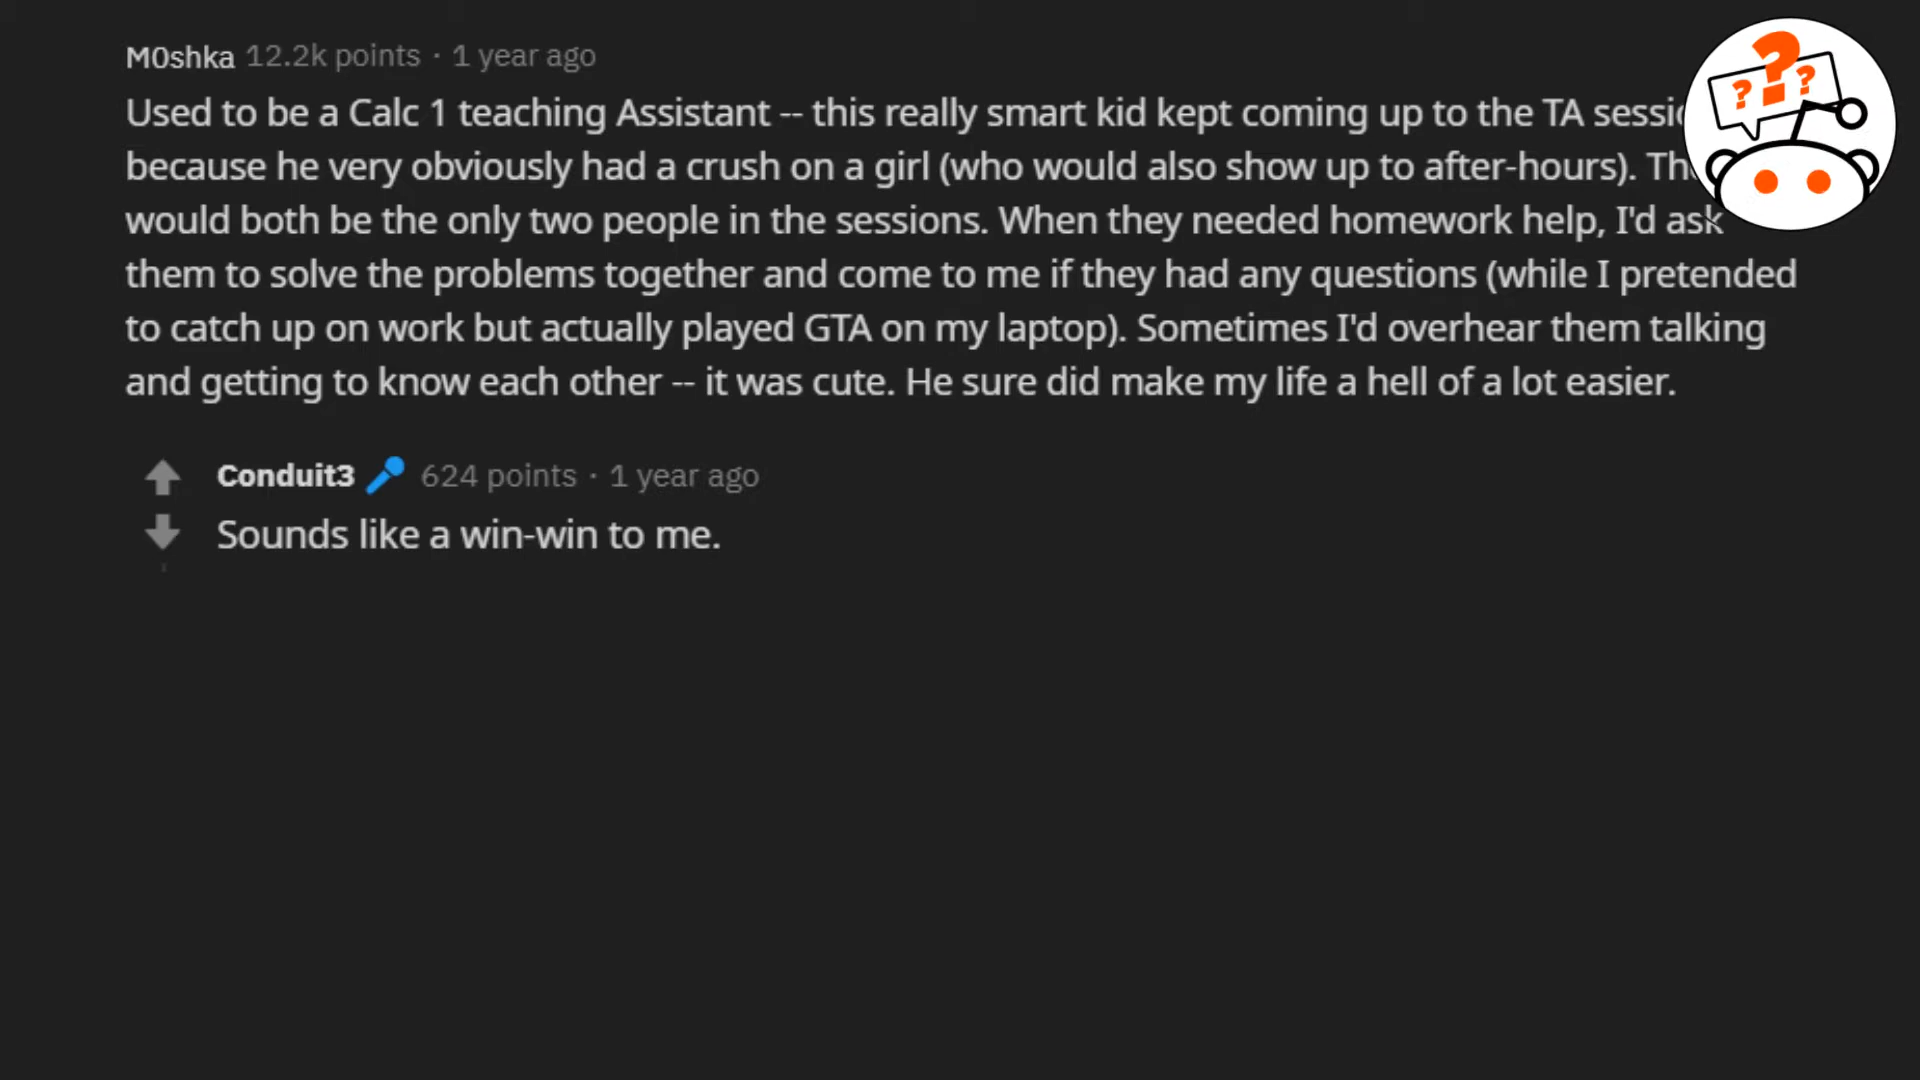 M0shka 12.2k points · 1 year ago
Used to be a Calc 1 teaching Assistant -- this really smart kid kept coming up to the TA
because he very obviously had a crush on a girl (who would also show up to after-hours).
would both be the only two people in the sessions. When they needed homework help, I'd ask
them to solve the problems together and come to me if they had any questions (while I pretended
to catch up on work but actually played GTA on my laptop). Sometimes I'd overhear them talking
and getting to know each other -- it was cute. He sure did make my life a hell of a lot easier.
Conduit3 624 points · 1 year ago
Sounds like a win-win to me.
? ? ?